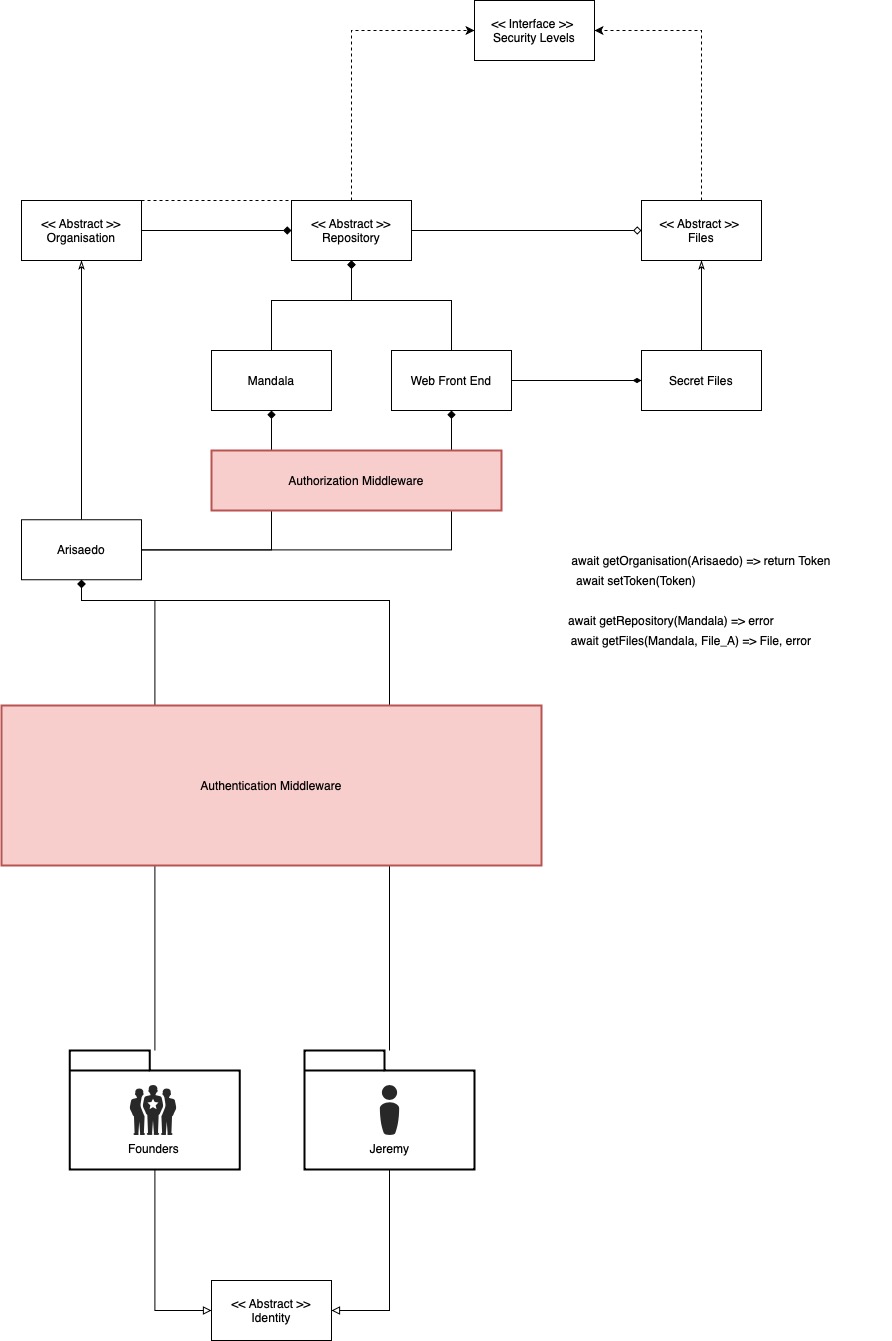 << Interface >>
Security Levels
<< Abstract >>
Organisation
<< Abstract >>
Repository
<< Abstract >>
Files
Mandala
Web Front End
Secret Files
Authorization Middleware
Arisaedo
await getOrganisation(Arisaedo) => return Token
await setToken(Token)
await getRepository(Mandala) => error
await getFiles(Mandala, File_A) => File, error
Authentication Middleware
Founders
Jeremy
<< Abstract >>
Identity